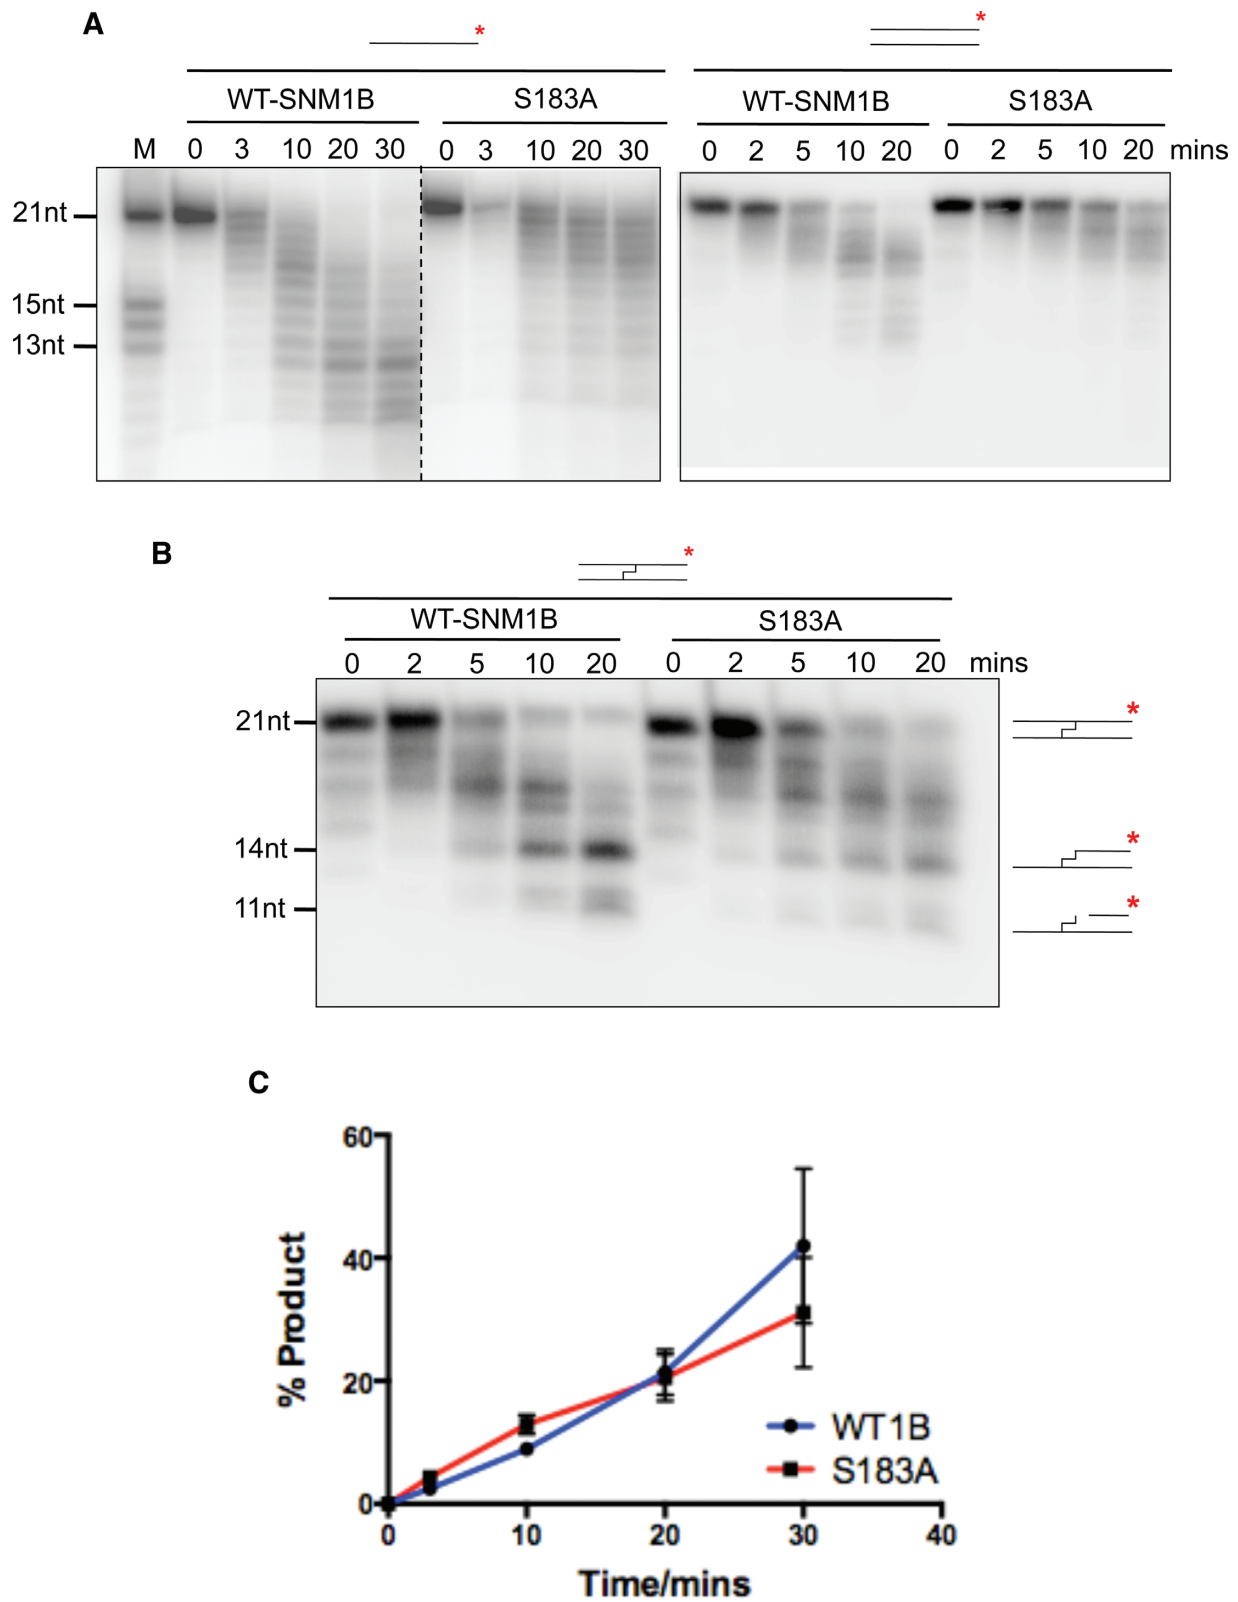 A
* *
WT-SNM1B S183A WT-SNM1B S183A
M 0 3 10 20 30 0 3 10 20 30 0 2 5 10 20 0 2 5 10 20 mins
21nt
15nt
13nt
B
*
WT-SNM1B S183A
0 2 5 10 20 0 2 5 10 20 mins
21nt *
14nt *
11nt *
C
60
40
20
0
% Product
WT1B
S183A
0 10 20 30 40
Time/mins